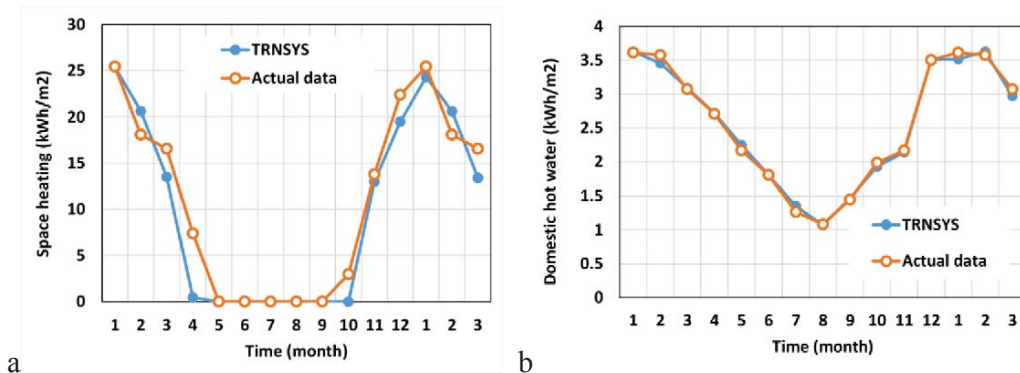 30
25
20
15
10
5
0
Space heating (kWh/m2)
TRNSYS
Actual data
1 2 3 4 5 6 7 8 9 10 11 12 1 2 3
Time (month)
a
4
3.5
3
2.5
2
1.5
1
0.5
0
Domestic hot water (kWh/m2)
TRNSYS
Actual data
1 2 3 4 5 6 7 8 9 10 11 12 1 2 3
Time (month)
b